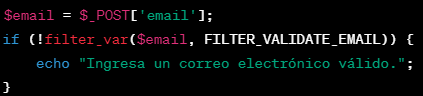 $email = $_POST['email'];
if (!filter_var($email, FILTER_VALIDATE_EMAIL)) {
    echo "Ingresa un correo electrónico válido.";
}